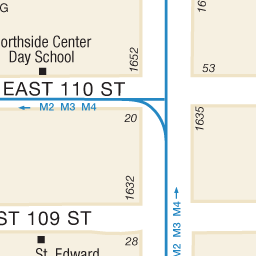 G
orthside Center
Day School
1652
16
53
EAST 110 ST
M2 M3 M4
20
1635
1632
ST 109 ST
M2 M3 M4
28
St. Edward